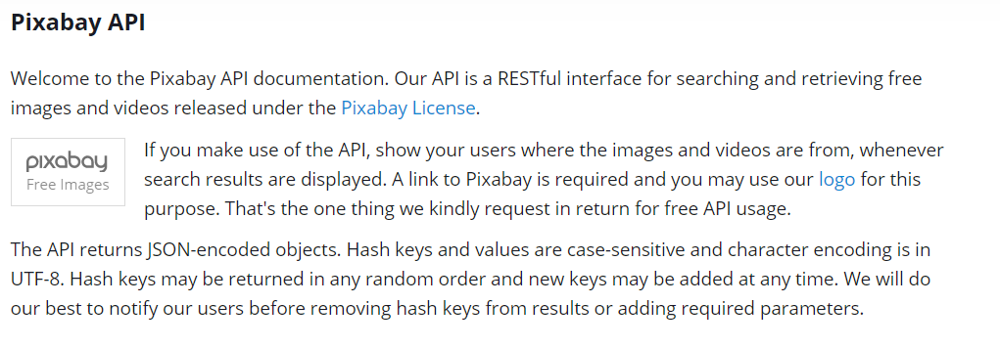 Pixabay API
Welcome to the Pixabay API documentation. Our API is a RESTful interface for searching and retrieving free
images and videos released under the Pixabay License.
pixabay
Free Images
If you make use of the API, show your users where the images and videos are from, whenever
search results are displayed. A link to Pixabay is required and you may use our logo for this
purpose. That's the one thing we kindly request in return for free API usage.
The API returns JSON-encoded objects. Hash keys and values are case-sensitive and character encoding is in
UTF-8. Hash keys may be returned in any random order and new keys may be added at any time. We will do
our best to notify our users before removing hash keys from results or adding required parameters.